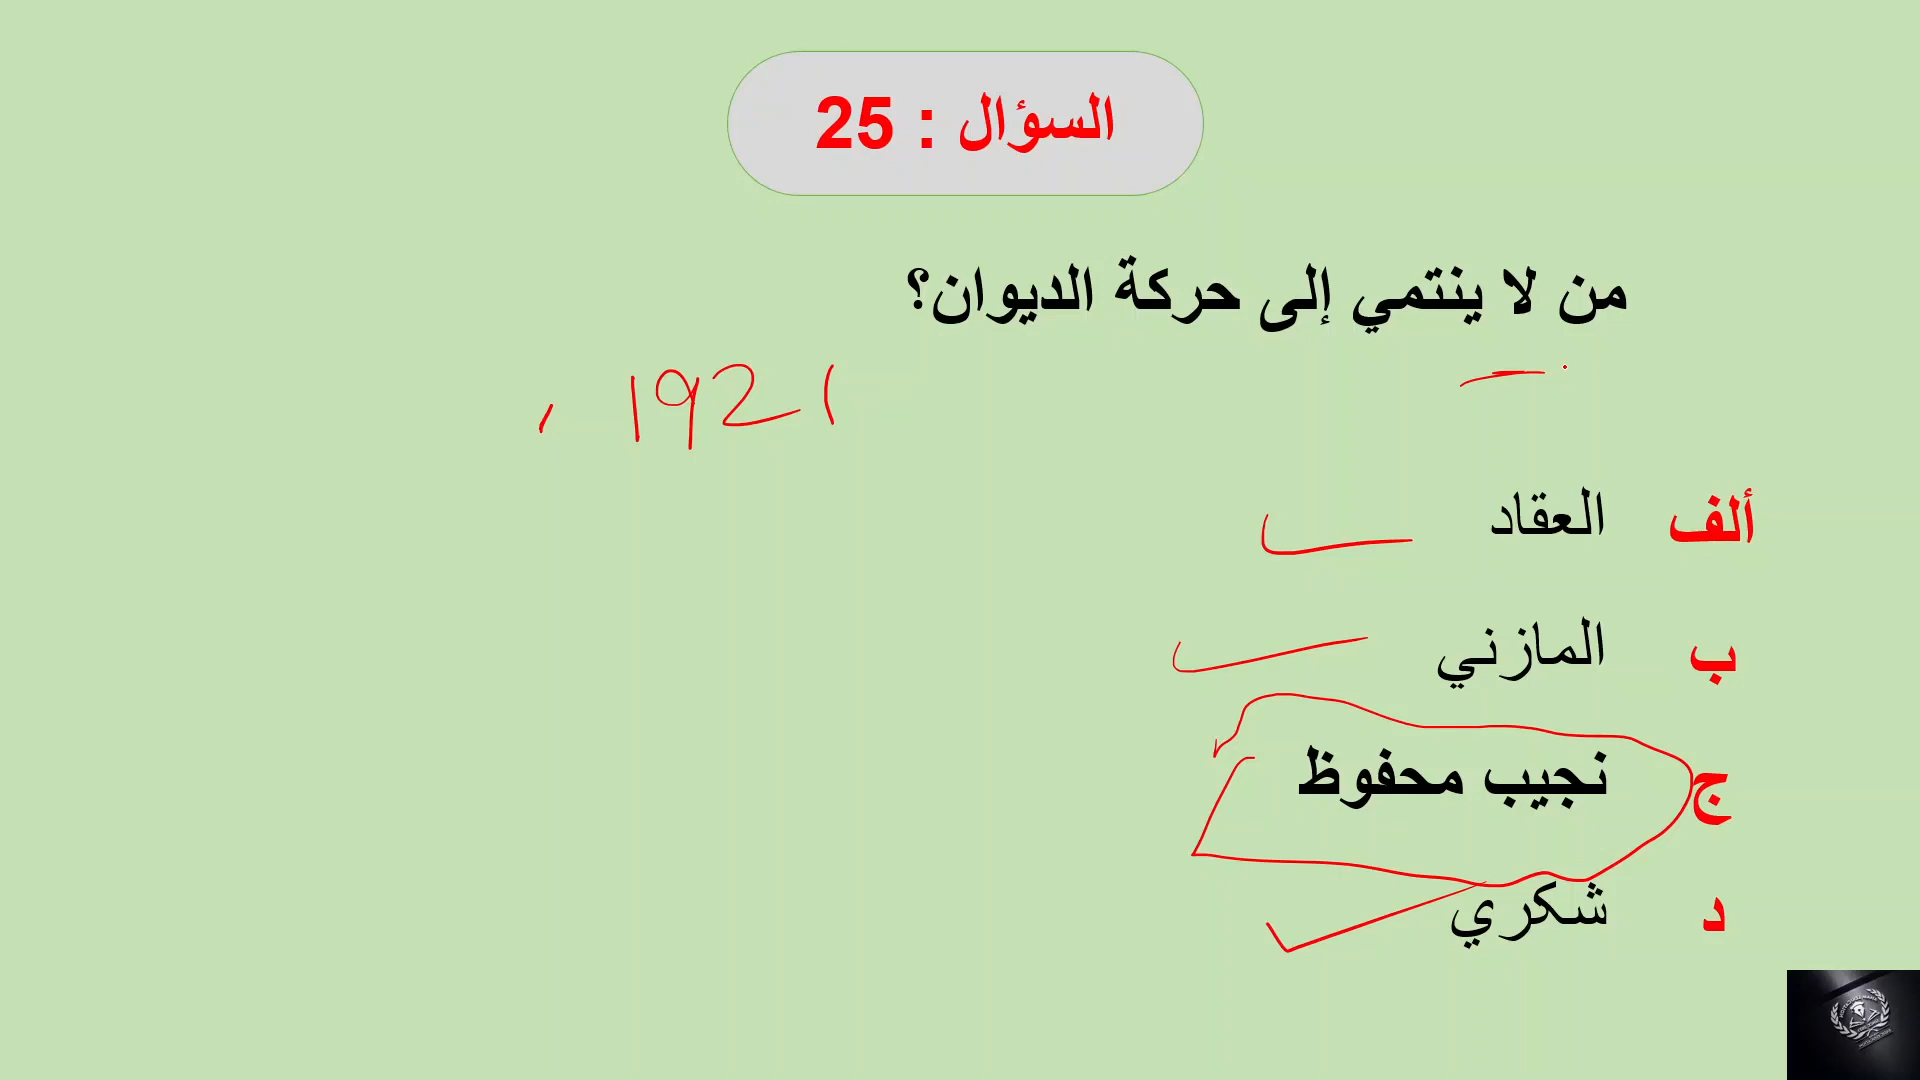 السؤال : 25
من لا ينتمي إلى حركة الديوان؟
1921
ألف العقاد
ب المازني
ج نجيب محفوظ
د شكري